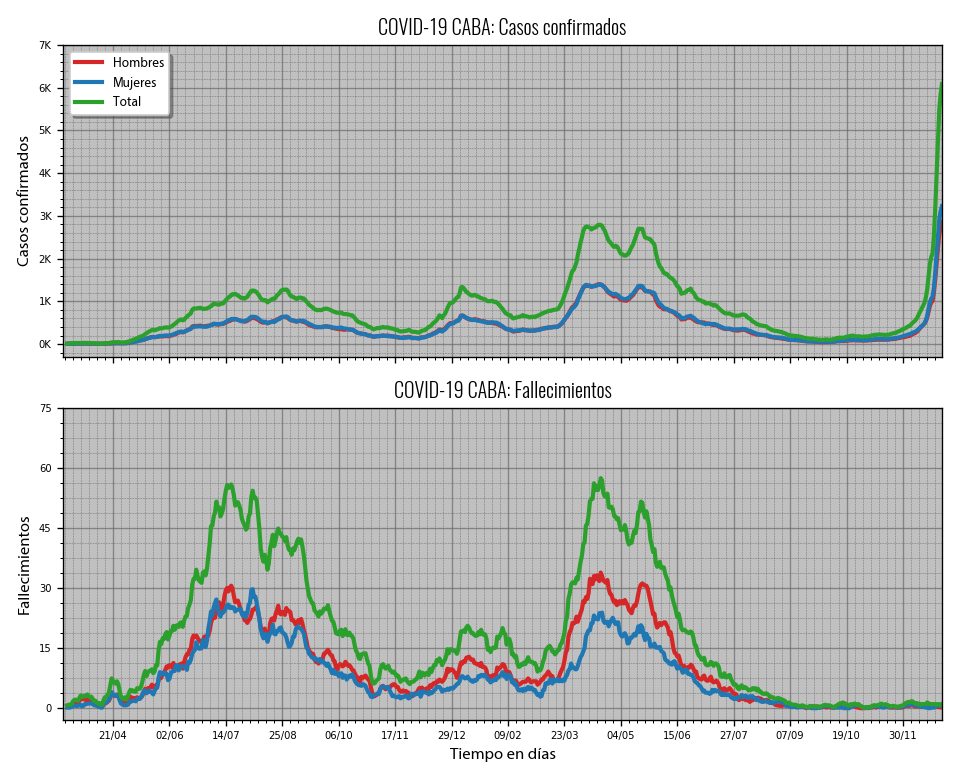 COVID-19 CABA: Casos confirmados
7K
6K
5K
4K
3K
2K
1K
0K
Casos confirmados
Hombres
Mujeres
Total
COVID-19 CABA: Fallecimientos
75
60
45
30
15
0
Fallecimientos
21/04 02/06 14/07 25/08 06/10 17/11 29/12 09/02 23/03 04/05 15/06 27/07 07/09 19/10 30/11
Tiempo en días